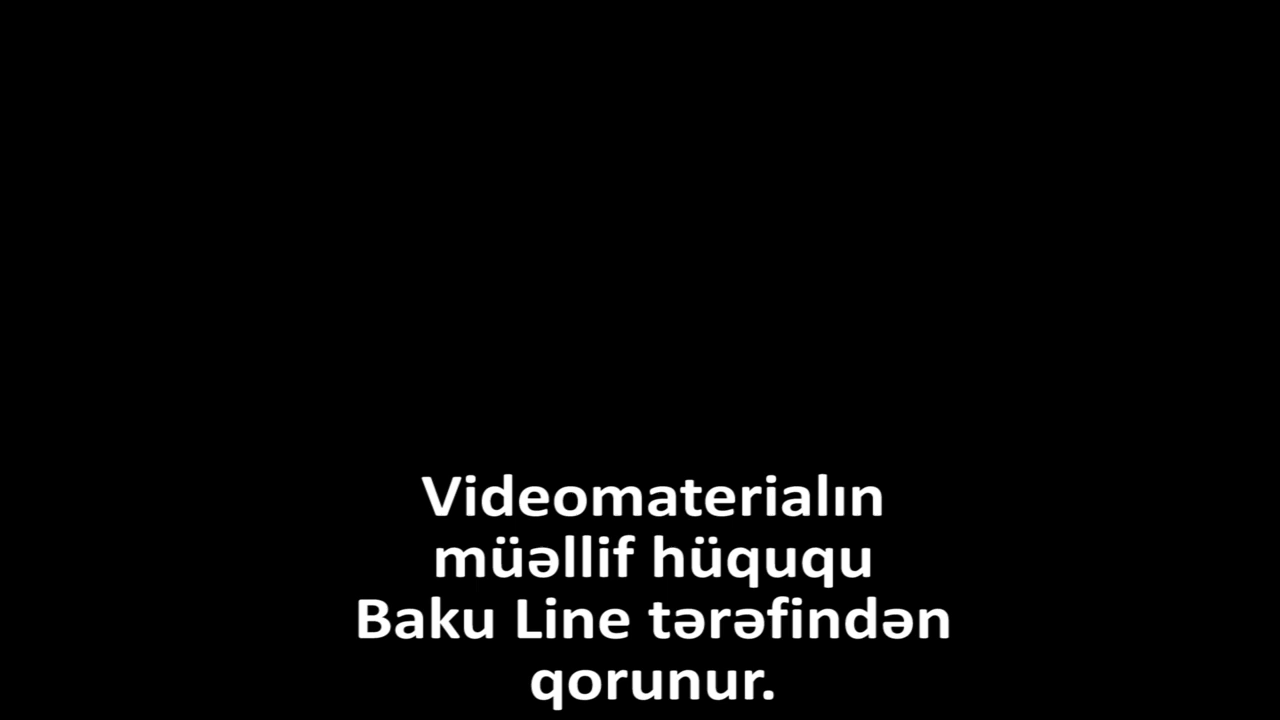 Videomaterialın
müəllif hüququ
Baku Line tərəfindən
qorunur.